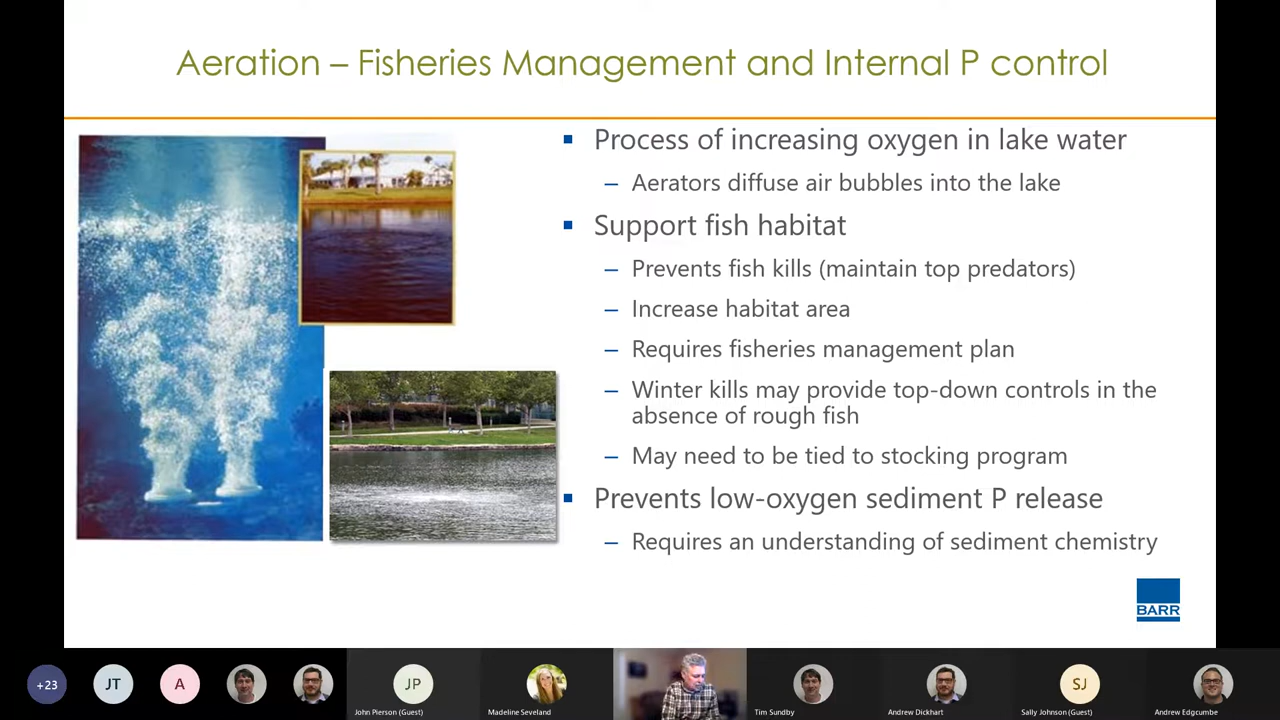 Aeration – Fisheries Management and Internal P control
Process of increasing oxygen in lake water
– Aerators diffuse air bubbles into the lake
Support fish habitat
– Prevents fish kills (maintain top predators)
– Increase habitat area
– Requires fisheries management plan
– Winter kills may provide top-down controls in the
absence of rough fish
– May need to be tied to stocking program
Prevents low-oxygen sediment P release
– Requires an understanding of sediment chemistry
BARR
+23
JT
A
JP
SJ
John Pierson (Guest)
Madeline Seveland
Tim Sundby
Andrew Dickhart
Sally Johnson (Guest)
Andrew Edgcumbe